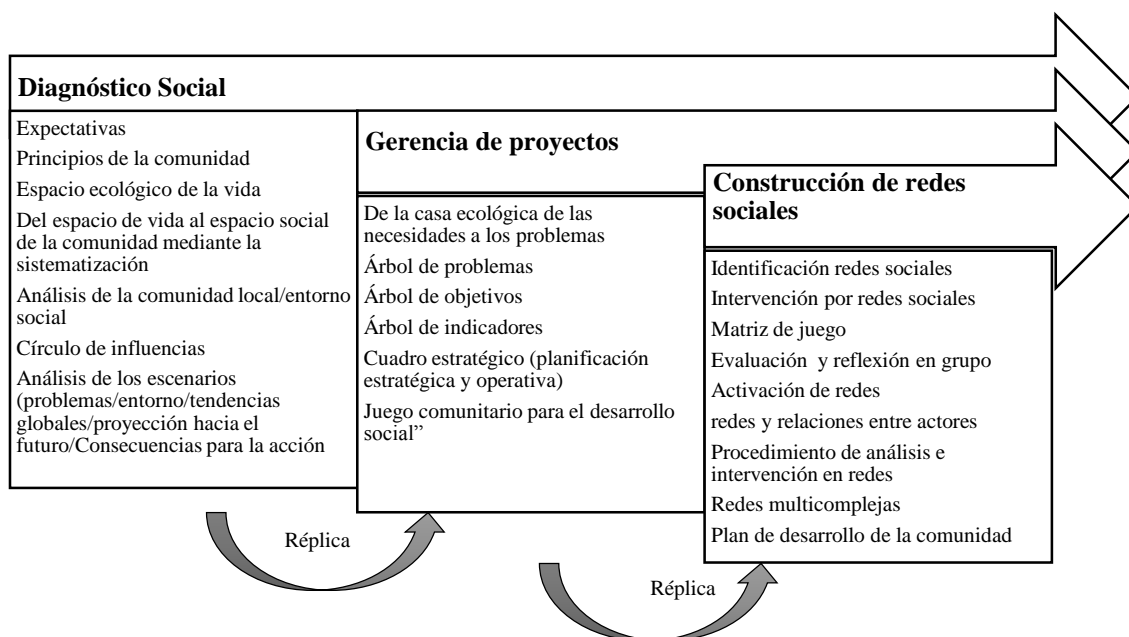 Diagnóstico Social
Expectativas
Principios de la comunidad
Espacio ecológico de la vida
Del espacio de vida al espacio social
de la comunidad mediante la
sistematización
Análisis de la comunidad local/entorno
social
Círculo de influencias
Análisis de los escenarios
(problemas/entorno/tendencias
globales/proyección hacia el
futuro/Consecuencias para la acción
Gerencia de proyectos
De la casa ecológica de las
necesidades a los problemas
Árbol de problemas
Árbol de objetivos
Árbol de indicadores
Cuadro estratégico (planificación
estratégica y operativa)
Juego comunitario para el desarrollo
social”
Construcción de redes
sociales
Identificación redes sociales
Intervención por redes sociales
Matriz de juego
Evaluación  y reflexión en grupo
Activación de redes
redes y relaciones entre actores
Procedimiento de análisis e
intervención en redes
Redes multicomplejas
Plan de desarrollo de la comunidad
Réplica
Réplica